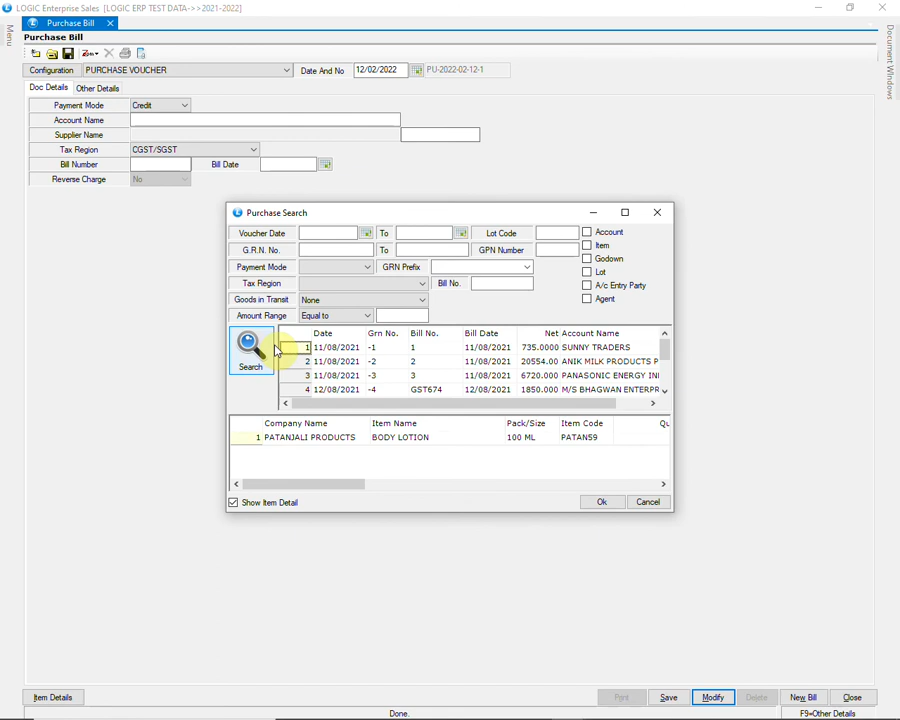 LOGIC Enterprise Sales [LOGIC ERP TEST DATA->>2021-2022]
Menu
Purchase Bill
Document Windows
Purchase Bill
Configuration PURCHASE VOUCHER Date And No 12/02/2022 PU-2022-02-12-1
Doc Details Other Details
Payment Mode Credit
Account Name
Supplier Name
Tax Region CGST/SGST
Bill Number Bill Date
Reverse Charge No
Purchase Search
Voucher Date To Lot Code Account
G.R.N. No. To GPN Number Item
Godown
Payment Mode GRN Prefix Lot
Tax Region Bill No. A/c Entry Party
Goods in Transit None Agent
Amount Range Equal to
Search
Date Grn No. Bill No. Bill Date Net Account Name
1 11/08/2021 -1 1 11/08/2021 735.0000 SUNNY TRADERS
2 11/08/2021 -2 2 11/08/2021 20554.00 ANIK MILK PRODUCTS P
3 11/08/2021 -3 3 11/08/2021 6720.000 PANASONIC ENERGY INI
4 12/08/2021 -4 GST674 12/08/2021 1850.000 M/S BHAGWAN ENTERPR
Company Name Item Name Pack/Size Item Code Qu
1 PATANJALI PRODUCTS BODY LOTION 100 ML PATAN59
Show Item Detail Ok Cancel
Item Details Print Save Modify Delete New Bill Close
Done. F9=Other Details